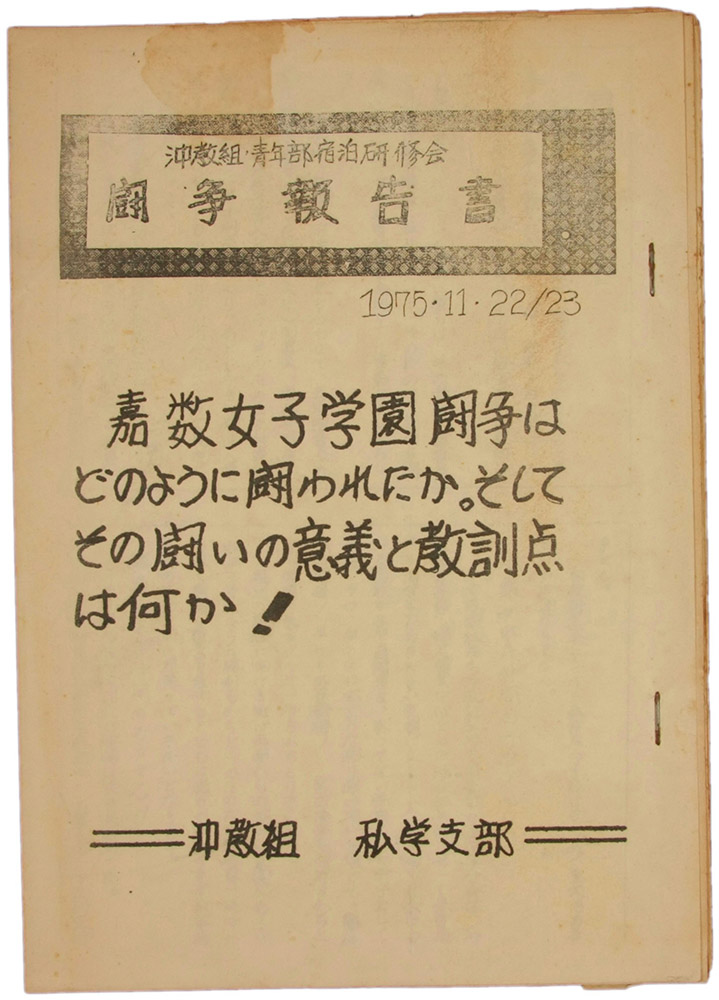 沖教組・青年部宿泊研修会
闘争報告書
1975・11・22/23
嘉数女子学園闘争は
どのように闘われたか。そして
その闘いの意義と教訓点
は何か!
沖教組 私学支部